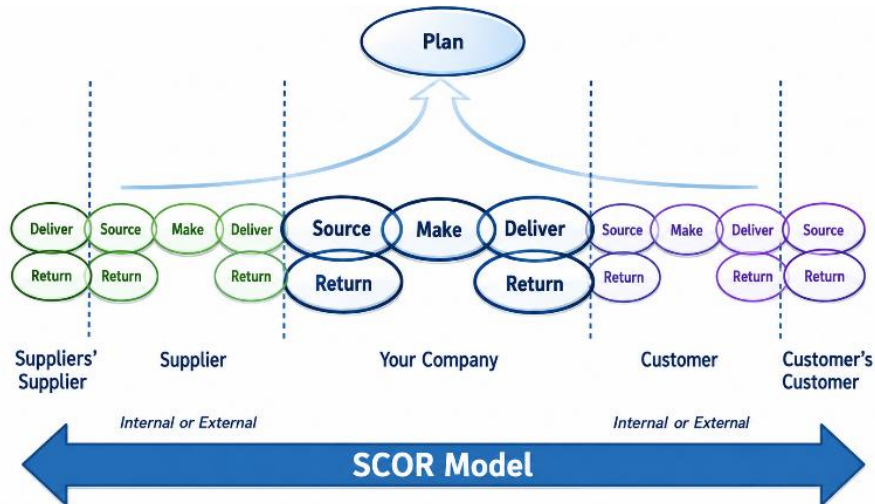 Plan
Deliver Source Make Deliver Source Make Deliver Source Make Deliver Source
Return Return Return Return Return Return Return Return
Suppliers' Supplier Your Company Customer Customer's
Supplier Customer
Internal or External Internal or External
SCOR Model